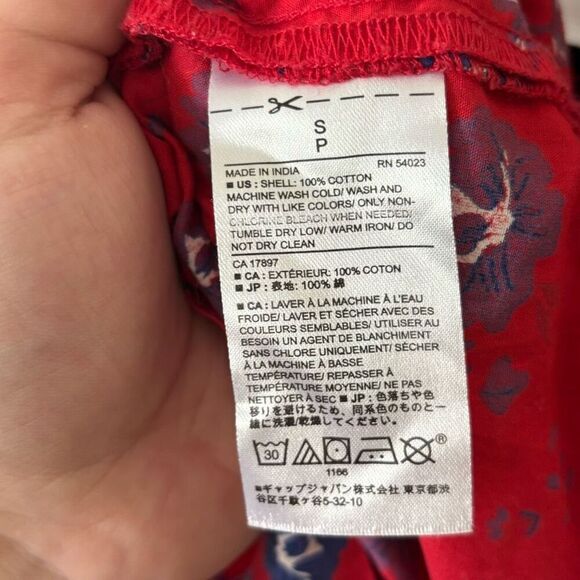 S
P
MADE IN INDIA RN 54023
■ US : SHELL: 100% COTTON
MACHINE WASH COLD/ WASH AND
DRY WITH LIKE COLORS/ ONLY NON-
CHLORINE BLEACH WHEN NEEDED/
TUMBLE DRY LOW/ WARM IRON/ DO
NOT DRY CLEAN
CA 17897
■ CA : EXTÉRIEUR: 100% COTON
■ JP : 表地: 100% 綿
■ CA : LAVER À LA MACHINE À L'EAU
FROIDE/ LAVER ET SÉCHER AVEC DES
COULEURS SEMBLABLES/ UTILISER AU
BESOIN UN AGENT DE BLANCHIMENT
SANS CHLORE UNIQUEMENT/ SÉCHER
À LA MACHINE À BASSE
TEMPÉRATURE/ REPASSER À
TEMPÉRATURE MOYENNE/ NE PAS
NETTOYER À SEC ■ JP : 色落ちや色
移りを避けるため、同系色のものと一
緒に洗濯/乾燥してください。
30 ®
1166
■ギャップジャパン株式会社 東京都渋
谷区千駄ヶ谷5-32-10